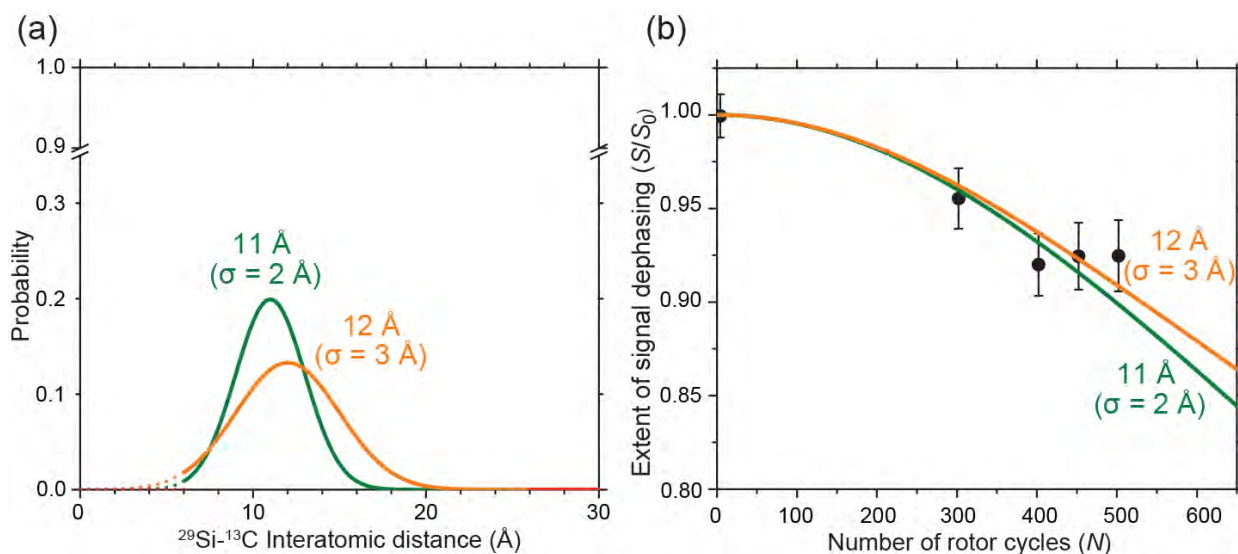 (a)
1.0
0.9
0.3
0.2
0.1
0.0
Probability
11 Å
(σ = 2 Å)
12 Å
(σ = 3 Å)
0 10 20 30
²⁹Si-¹³C Interatomic distance (Å)
(b)
1.00
0.95
0.90
0.85
0.80
Extent of signal dephasing (S/S₀)
12 Å
(σ = 3 Å)
11 Å
(σ = 2 Å)
0 100 200 300 400 500 600
Number of rotor cycles (N)